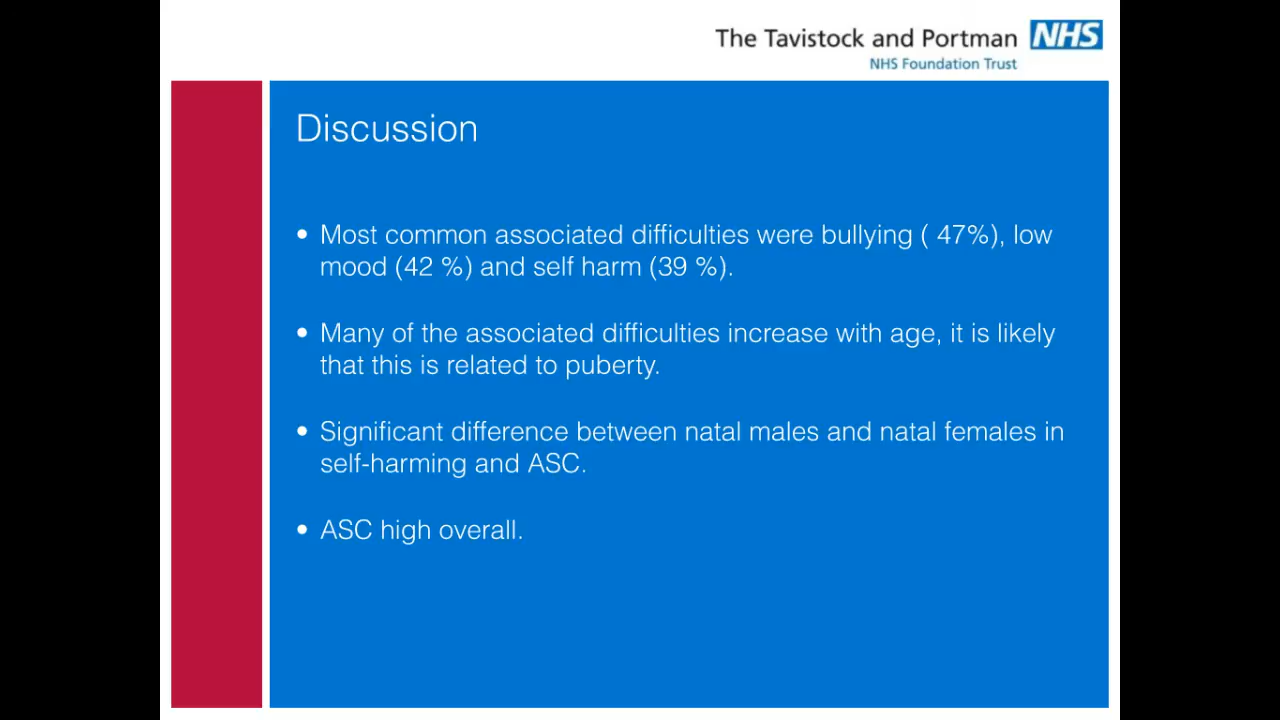 The Tavistock and Portman NHS
NHS Foundation Trust
Discussion
• Most common associated difficulties were bullying ( 47%), low
mood (42 %) and self harm (39 %).
• Many of the associated difficulties increase with age, it is likely
that this is related to puberty.
• Significant difference between natal males and natal females in
self-harming and ASC.
• ASC high overall.